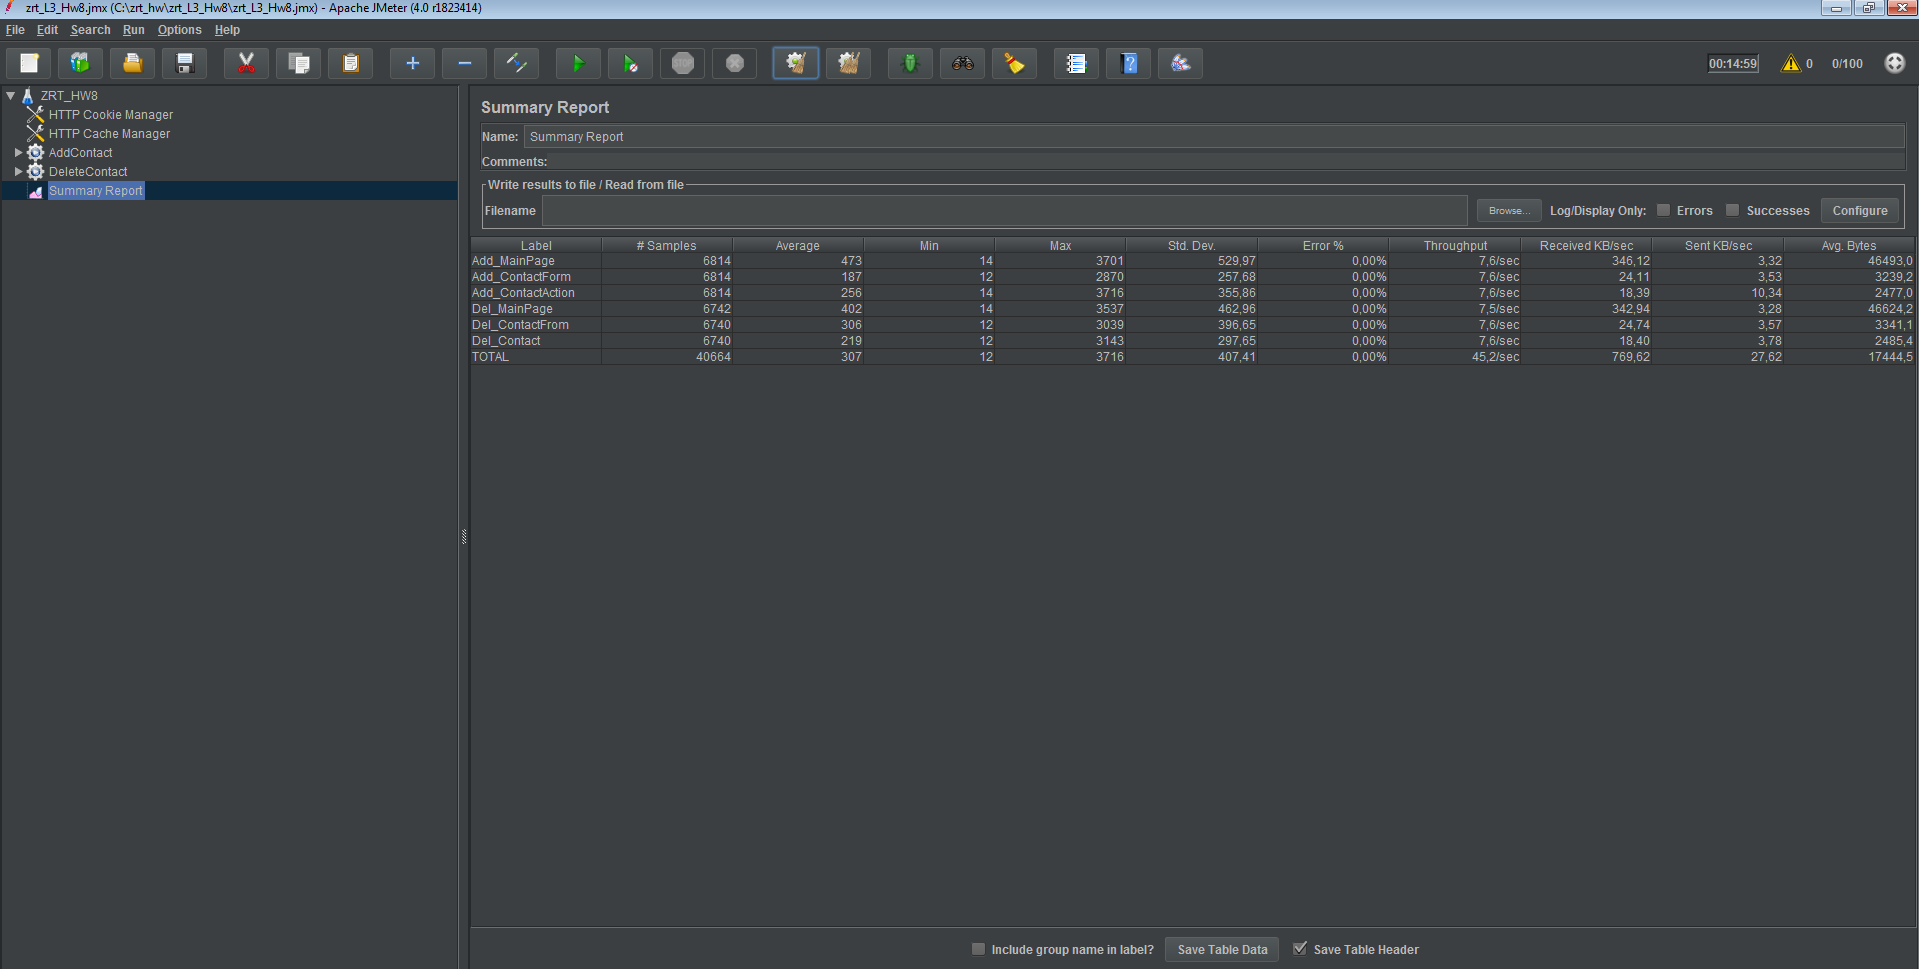 zrt_L3_Hw8.jmx (C:\zrt_hw\zrt_L3_Hw8\zrt_L3_Hw8.jmx) - Apache JMeter (4.0 r1823414)
File Edit Search Run Options Help
STOP
00:14:59 0 0/100
ZRT_HW8
HTTP Cookie Manager
HTTP Cache Manager
AddContact
DeleteContact
Summary Report
Summary Report
Name: Summary Report
Comments:
Write results to file / Read from file
Filename Browse... Log/Display Only: Errors Successes Configure
Label # Samples Average Min Max Std. Dev. Error % Throughput Received KB/sec Sent KB/sec Avg. Bytes
Add_MainPage 6814 473 14 3701 529,97 0,00% 7,6/sec 346,12 3,32 46493,0
Add_ContactForm 6814 187 12 2870 257,68 0,00% 7,6/sec 24,11 3,53 3239,2
Add_ContactAction 6814 256 14 3716 355,86 0,00% 7,6/sec 18,39 10,34 2477,0
Del_MainPage 6742 402 14 3537 462,96 0,00% 7,5/sec 342,94 3,28 46624,2
Del_ContactFrom 6740 306 12 3039 396,65 0,00% 7,6/sec 24,74 3,57 3341,1
Del_Contact 6740 219 12 3143 297,65 0,00% 7,6/sec 18,40 3,78 2485,4
TOTAL 40664 307 12 3716 407,41 0,00% 45,2/sec 769,62 27,62 17444,5
Include group name in label? Save Table Data Save Table Header